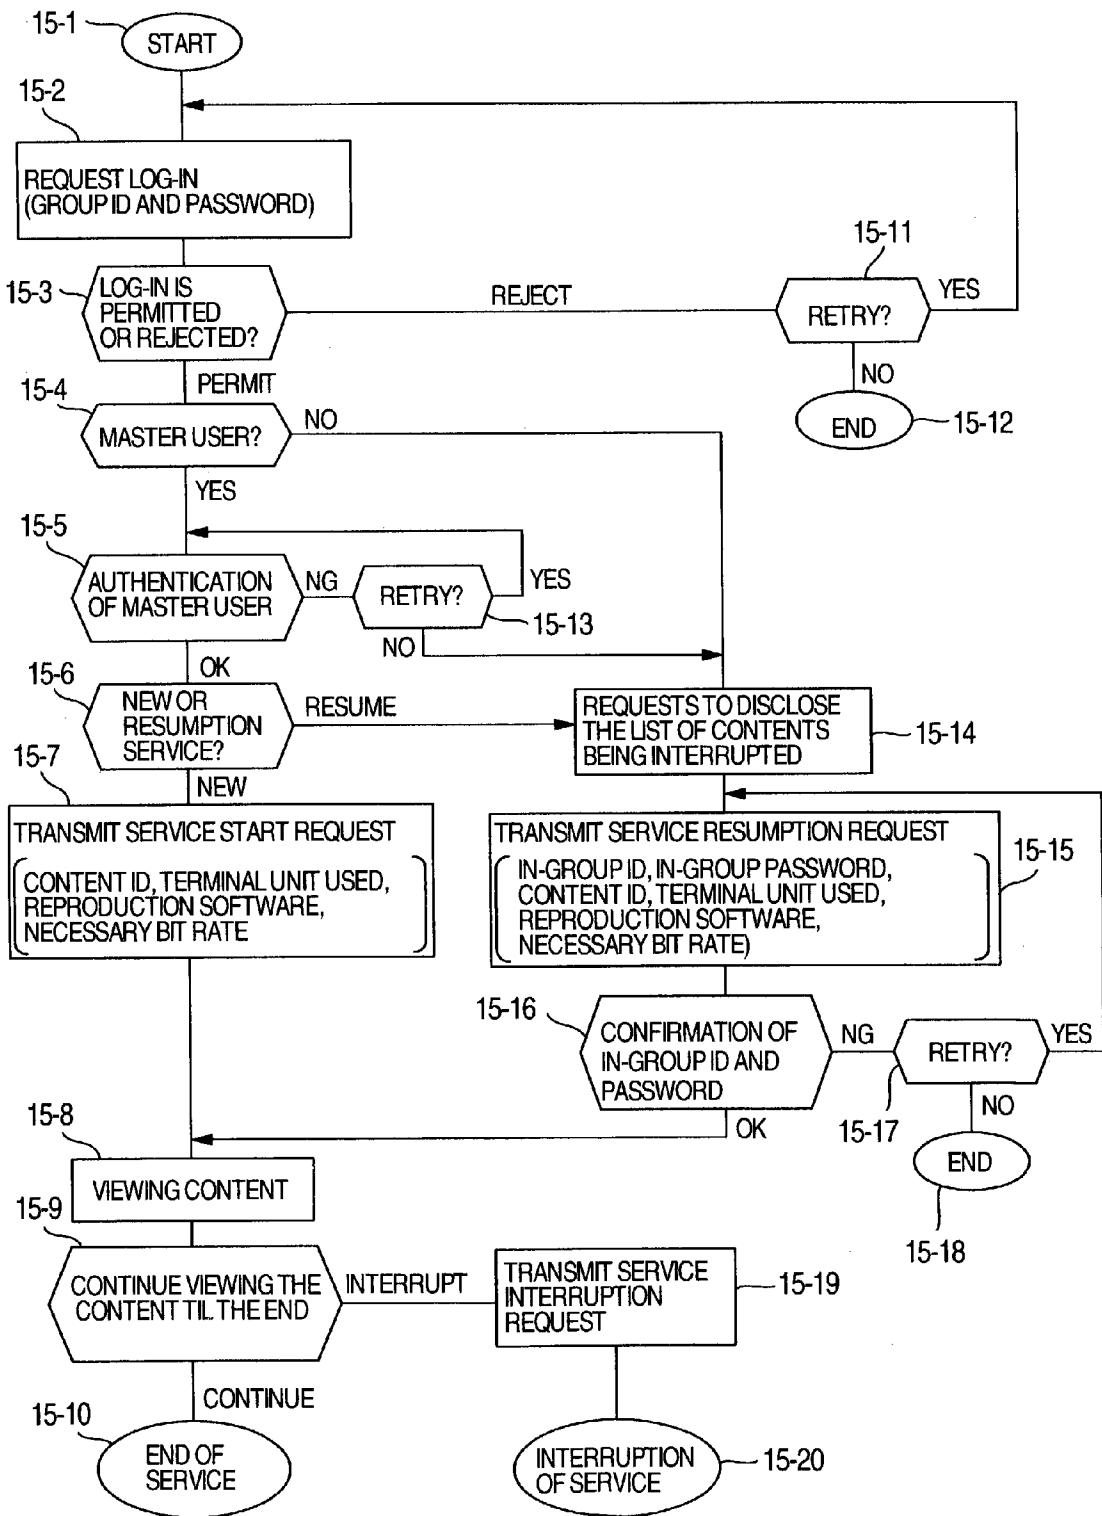 15-1
START
15-2
REQUEST LOG-IN
(GROUP ID AND PASSWORD)
15-3
LOG-IN IS
PERMITTED
OR REJECTED?
REJECT
15-11
RETRY?
YES
NO
END
15-12
PERMIT
15-4
MASTER USER?
NO
YES
15-5
AUTHENTICATION
OF MASTER USER
NG
RETRY?
YES
15-13
NO
OK
15-6
NEW OR
RESUMPTION
SERVICE?
RESUME
REQUESTS TO DISCLOSE
THE LIST OF CONTENTS
BEING INTERRUPTED
15-14
NEW
15-7
TRANSMIT SERVICE START REQUEST
CONTENT ID, TERMINAL UNIT USED,
REPRODUCTION SOFTWARE,
NECESSARY BIT RATE
TRANSMIT SERVICE RESUMPTION REQUEST
IN-GROUP ID, IN-GROUP PASSWORD,
CONTENT ID, TERMINAL UNIT USED,
REPRODUCTION SOFTWARE,
NECESSARY BIT RATE)
15-15
15-16
CONFIRMATION OF
IN-GROUP ID AND
PASSWORD
NG
RETRY?
YES
15-17
NO
END
15-18
OK
15-8
VIEWING CONTENT
15-9
CONTINUE VIEWING THE
CONTENT TIL THE END
INTERRUPT
TRANSMIT SERVICE
INTERRUPTION
REQUEST
15-19
CONTINUE
15-10
END OF
SERVICE
INTERRUPTION
OF SERVICE
15-20